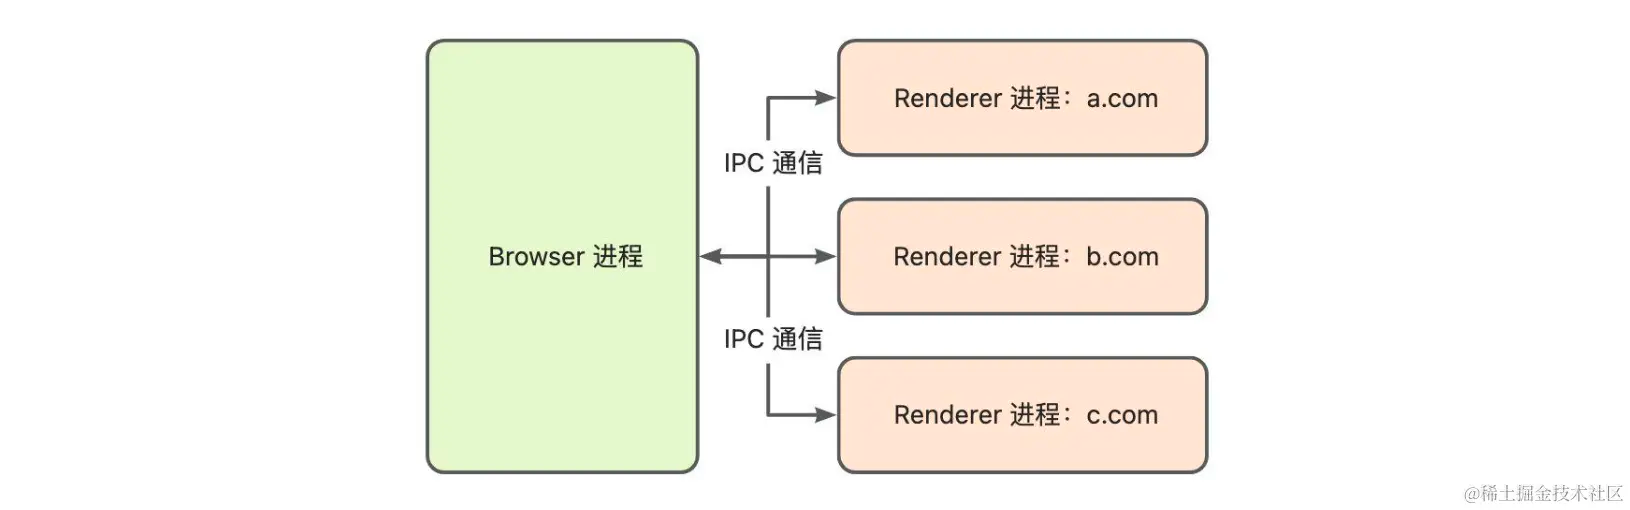 Renderer 进程：a.com
IPC 通信
Browser 进程
Renderer 进程：b.com
IPC 通信
Renderer 进程：c.com
@稀土掘金技术社区